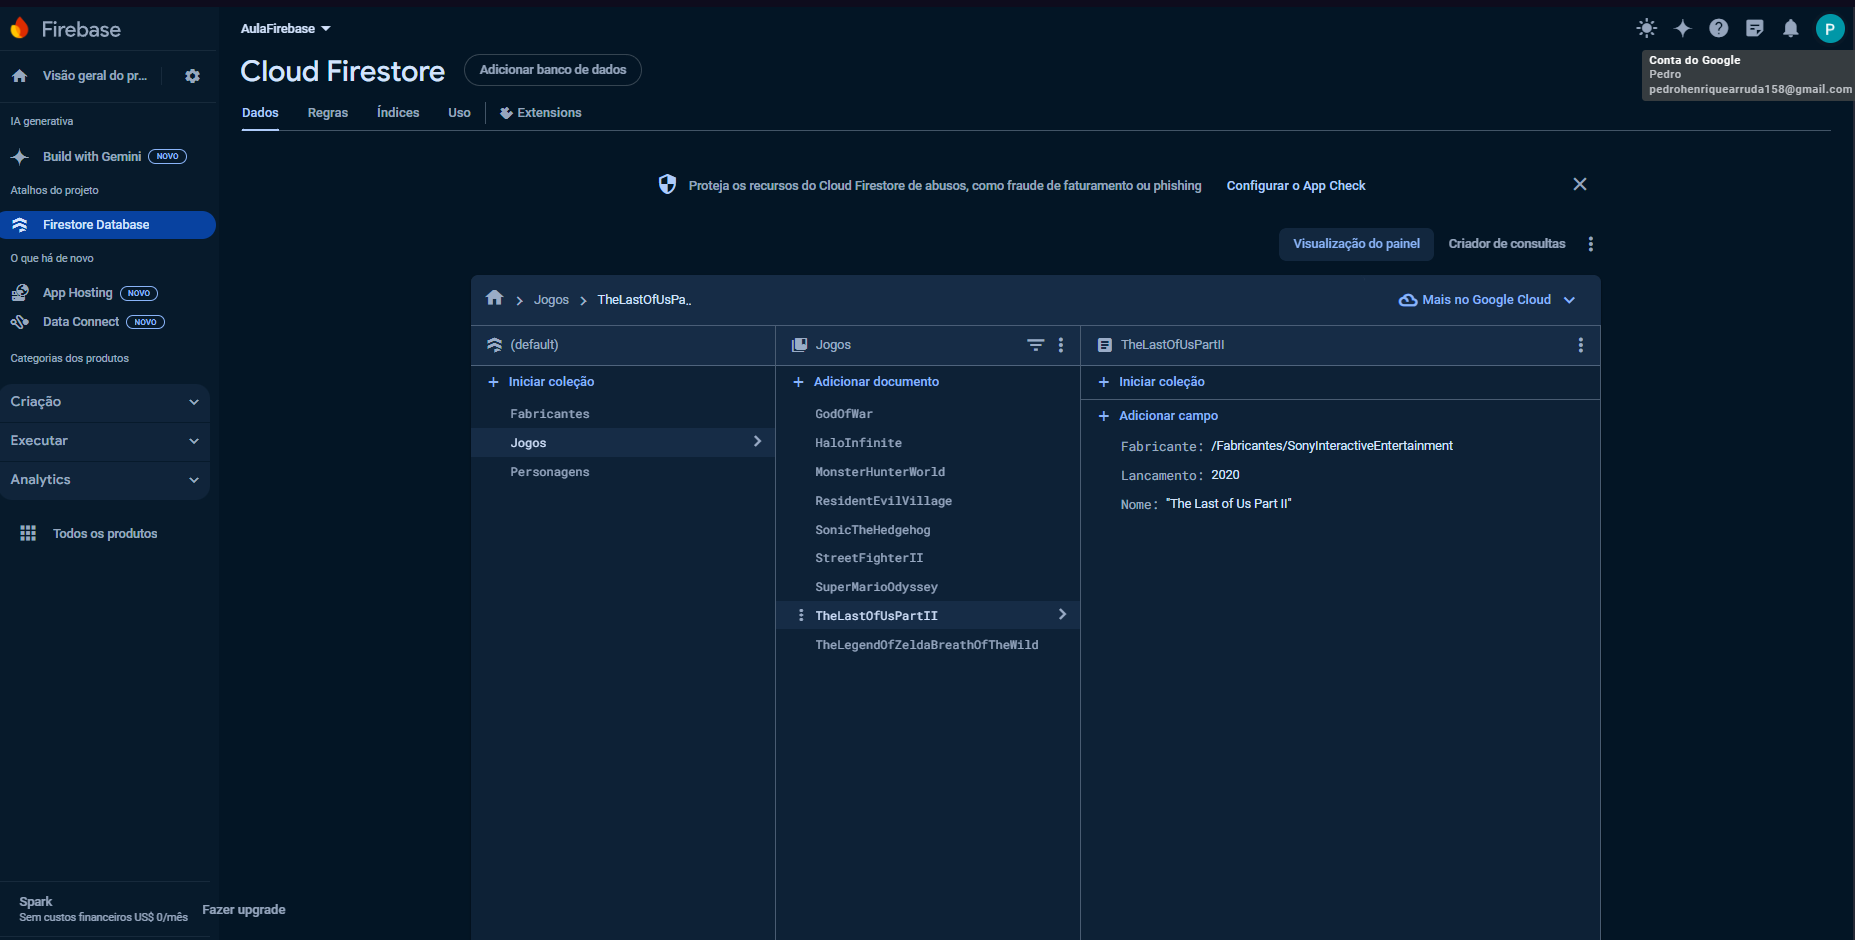 Firebase
AulaFirebase
Conta do Google
Pedro
pedrohenriquearruda158@gmail.com
Visão geral do pr...
Cloud Firestore
Adicionar banco de dados
Dados
Regras
Índices
Uso
Extensions
IA generativa
Build with Gemini NOVO
Atalhos do projeto
Firestore Database
O que há de novo
App Hosting NOVO
Data Connect NOVO
Categorias dos produtos
Criação
Executar
Analytics
Todos os produtos
Spark
Sem custos financeiros US$ 0/mês
Fazer upgrade
Proteja os recursos do Cloud Firestore de abusos, como fraude de faturamento ou phishing
Configurar o App Check
Visualização do painel
Criador de consultas
Jogos
TheLastOfUsPa..
Mais no Google Cloud
(default)
Iniciar coleção
Fabricantes
Jogos
Personagens
Jogos
Adicionar documento
GodOfWar
HaloInfinite
MonsterHunterWorld
ResidentEvilVillage
SonicTheHedgehog
StreetFighterII
SuperMarioOdyssey
TheLastOfUsPartII
TheLegendOfZeldaBreathOfTheWild
TheLastOfUsPartII
Iniciar coleção
Adicionar campo
Fabricante: /Fabricantes/SonyInteractiveEntertainment
Lancamento: 2020
Nome: "The Last of Us Part II"
P